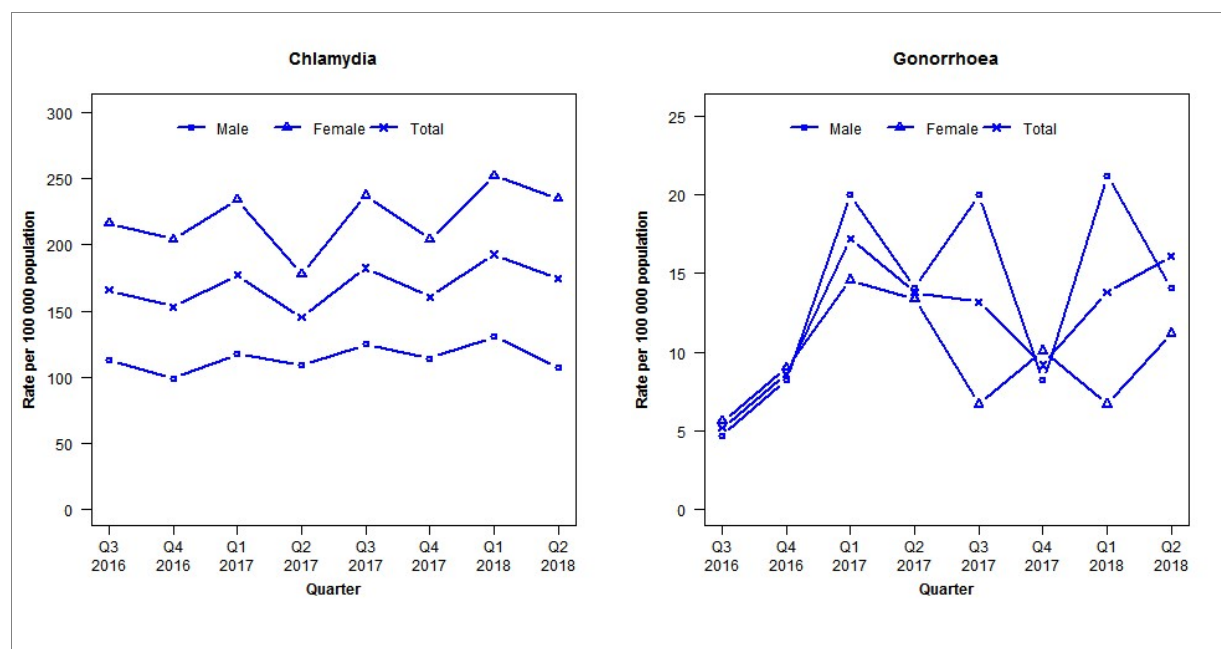 Chlamydia
Rate per 100 000 population
300
250
200
150
100
50
0
Male Female Total
Q3 Q4 Q1 Q2 Q3 Q4 Q1 Q2
2016 2016 2017 2017 2017 2017 2018 2018
Quarter
Gonorrhoea
Rate per 100 000 population
25
20
15
10
5
0
Male Female Total
Q3 Q4 Q1 Q2 Q3 Q4 Q1 Q2
2016 2016 2017 2017 2017 2017 2018 2018
Quarter